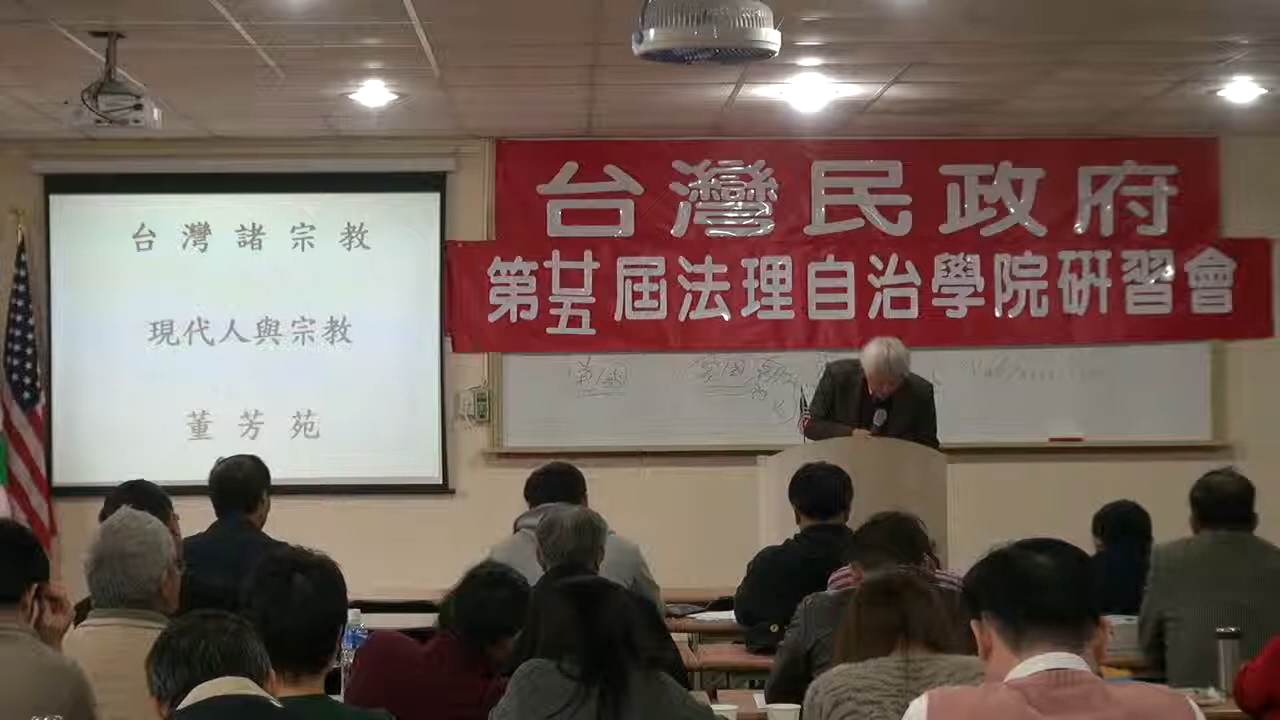 台灣諸宗教
現代人與宗教
董芳苑
台灣民政府
第廿五屆法理自治學院研習會